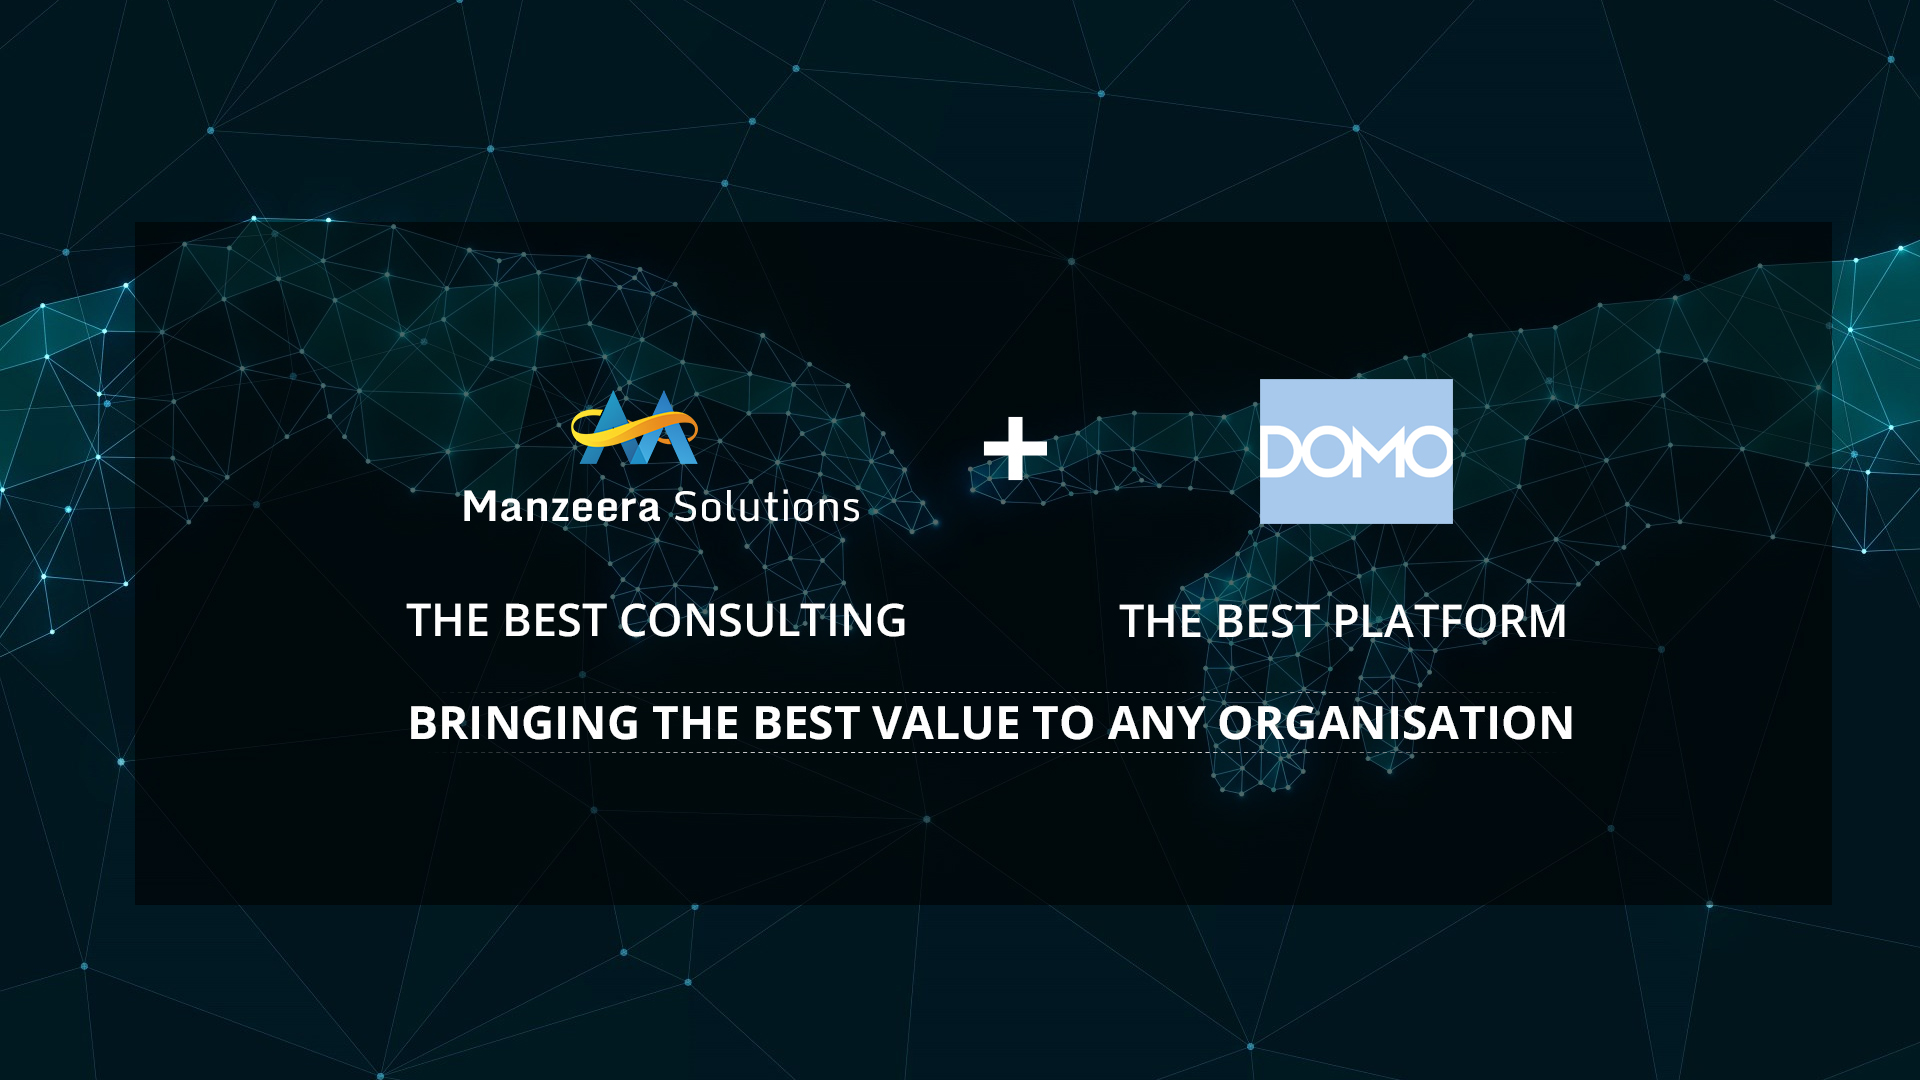 Manzeera Solutions
+
DOMO
THE BEST CONSULTING
THE BEST PLATFORM
BRINGING THE BEST VALUE TO ANY ORGANISATION